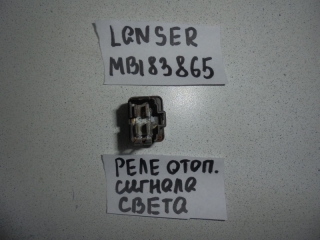 LANSER
MB183865
РЕЛЕ ОТОП.
СИГНАЛА
СВЕТА